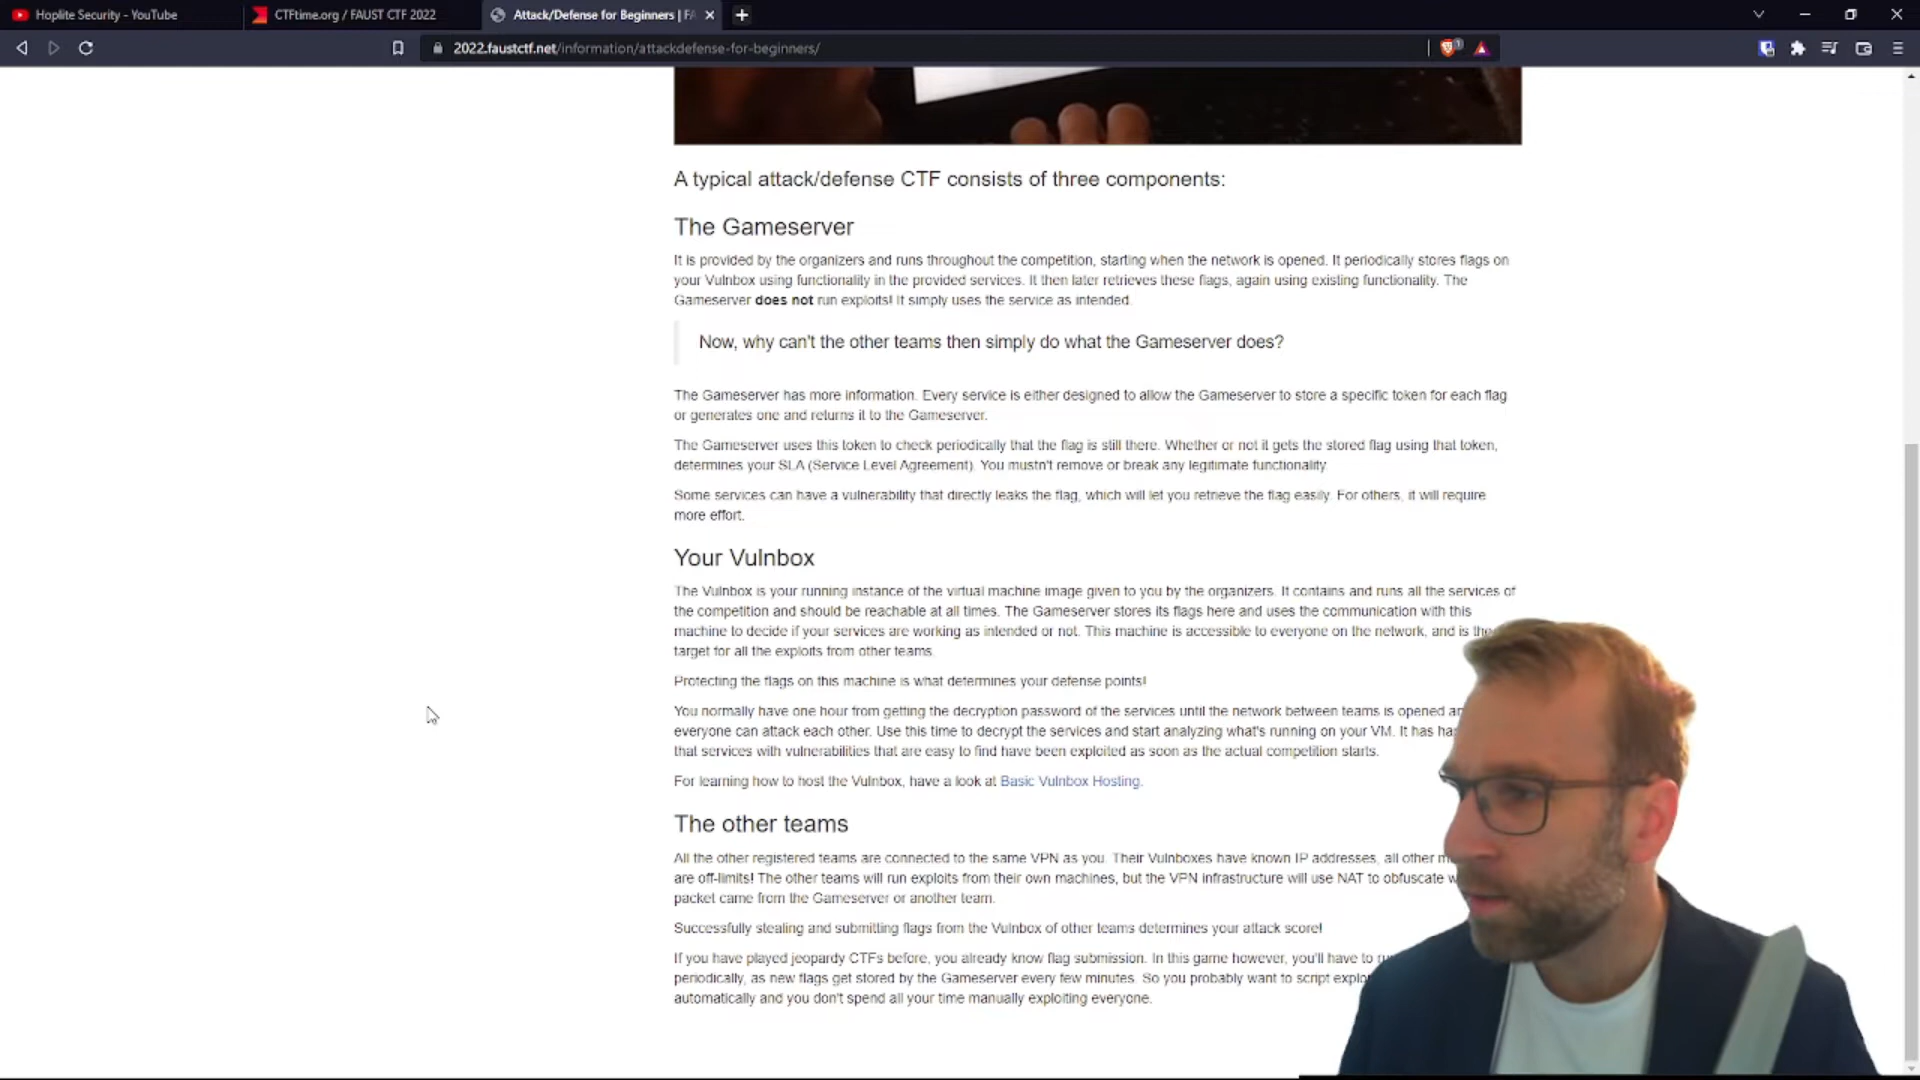 Hoplite Security - YouTube
CTFtime.org / FAUST CTF 2022
Attack/Defense for Beginners | FA
2022.faustctf.net/information/attackdefense-for-beginners/
A typical attack/defense CTF consists of three components:
The Gameserver
It is provided by the organizers and runs throughout the competition, starting when the network is opened. It periodically stores flags on
your Vulnbox using functionality in the provided services. It then later retrieves these flags, again using existing functionality. The
Gameserver does not run exploits! It simply uses the service as intended.
Now, why can't the other teams then simply do what the Gameserver does?
The Gameserver has more information. Every service is either designed to allow the Gameserver to store a specific token for each flag
or generates one and returns it to the Gameserver.
The Gameserver uses this token to check periodically that the flag is still there. Whether or not it gets the stored flag using that token,
determines your SLA (Service Level Agreement). You mustn't remove or break any legitimate functionality
Some services can have a vulnerability that directly leaks the flag, which will let you retrieve the flag easily. For others, it will require
more effort.
Your Vulnbox
The Vulnbox is your running instance of the virtual machine image given to you by the organizers. It contains and runs all the services of
the competition and should be reachable at all times. The Gameserver stores its flags here and uses the communication with this
machine to decide if your services are working as intended or not. This machine is accessible to everyone on the network, and is the
target for all the exploits from other teams.
Protecting the flags on this machine is what determines your defense points!
You normally have one hour from getting the decryption password of the services until the network between teams is opened
everyone can attack each other. Use this time to decrypt the services and start analyzing what's running on your VM. It has
that services with vulnerabilities that are easy to find have been exploited as soon as the actual competition starts.
For learning how to host the Vulnbox, have a look at Basic Vulnbox Hosting.
The other teams
All the other registered teams are connected to the same VPN as you. Their Vulnboxes have known IP addresses, all other
are off-limits! The other teams will run exploits from their own machines, but the VPN infrastructure will use NAT to obfuscate
packet came from the Gameserver or another team.
Successfully stealing and submitting flags from the Vulnbox of other teams determines your attack score!
If you have played jeopardy CTFs before, you already know flag submission. In this game however, you'll have to
periodically, as new flags get stored by the Gameserver every few minutes. So you probably want to script
automatically and you don't spend all your time manually exploiting everyone.